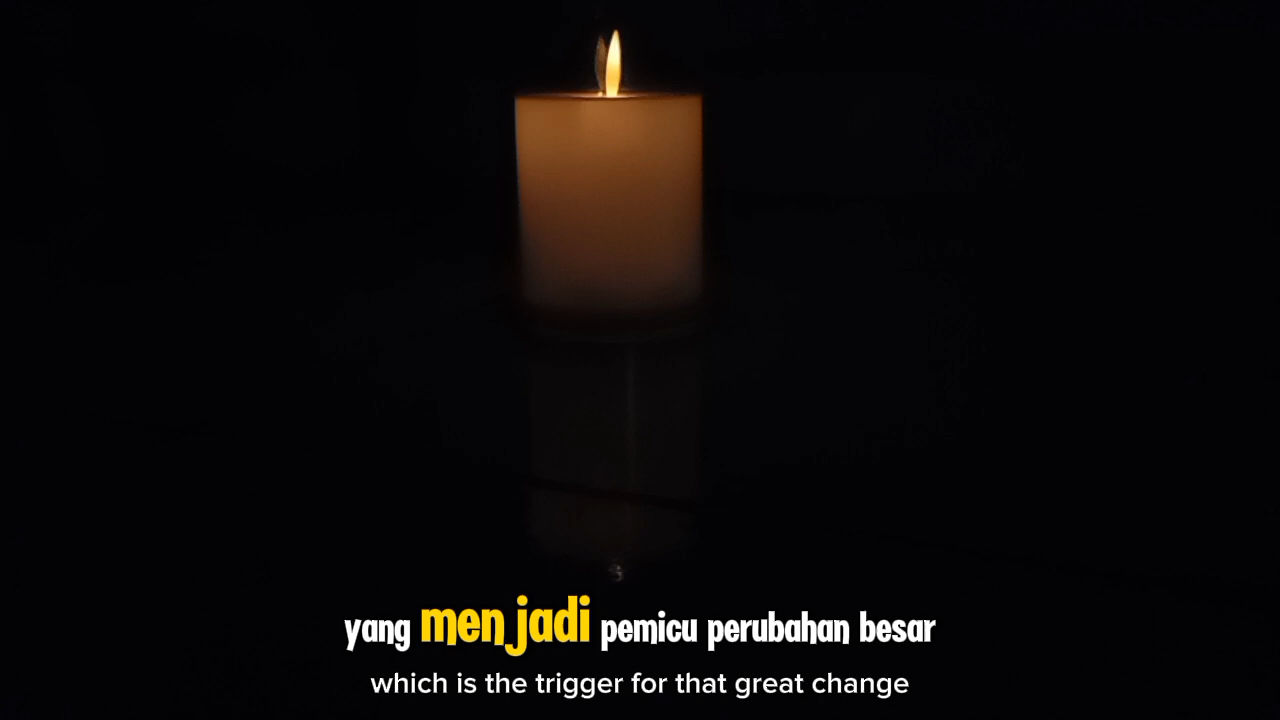 yang menjadi pemicu perubahan besar
which is the trigger for that great change